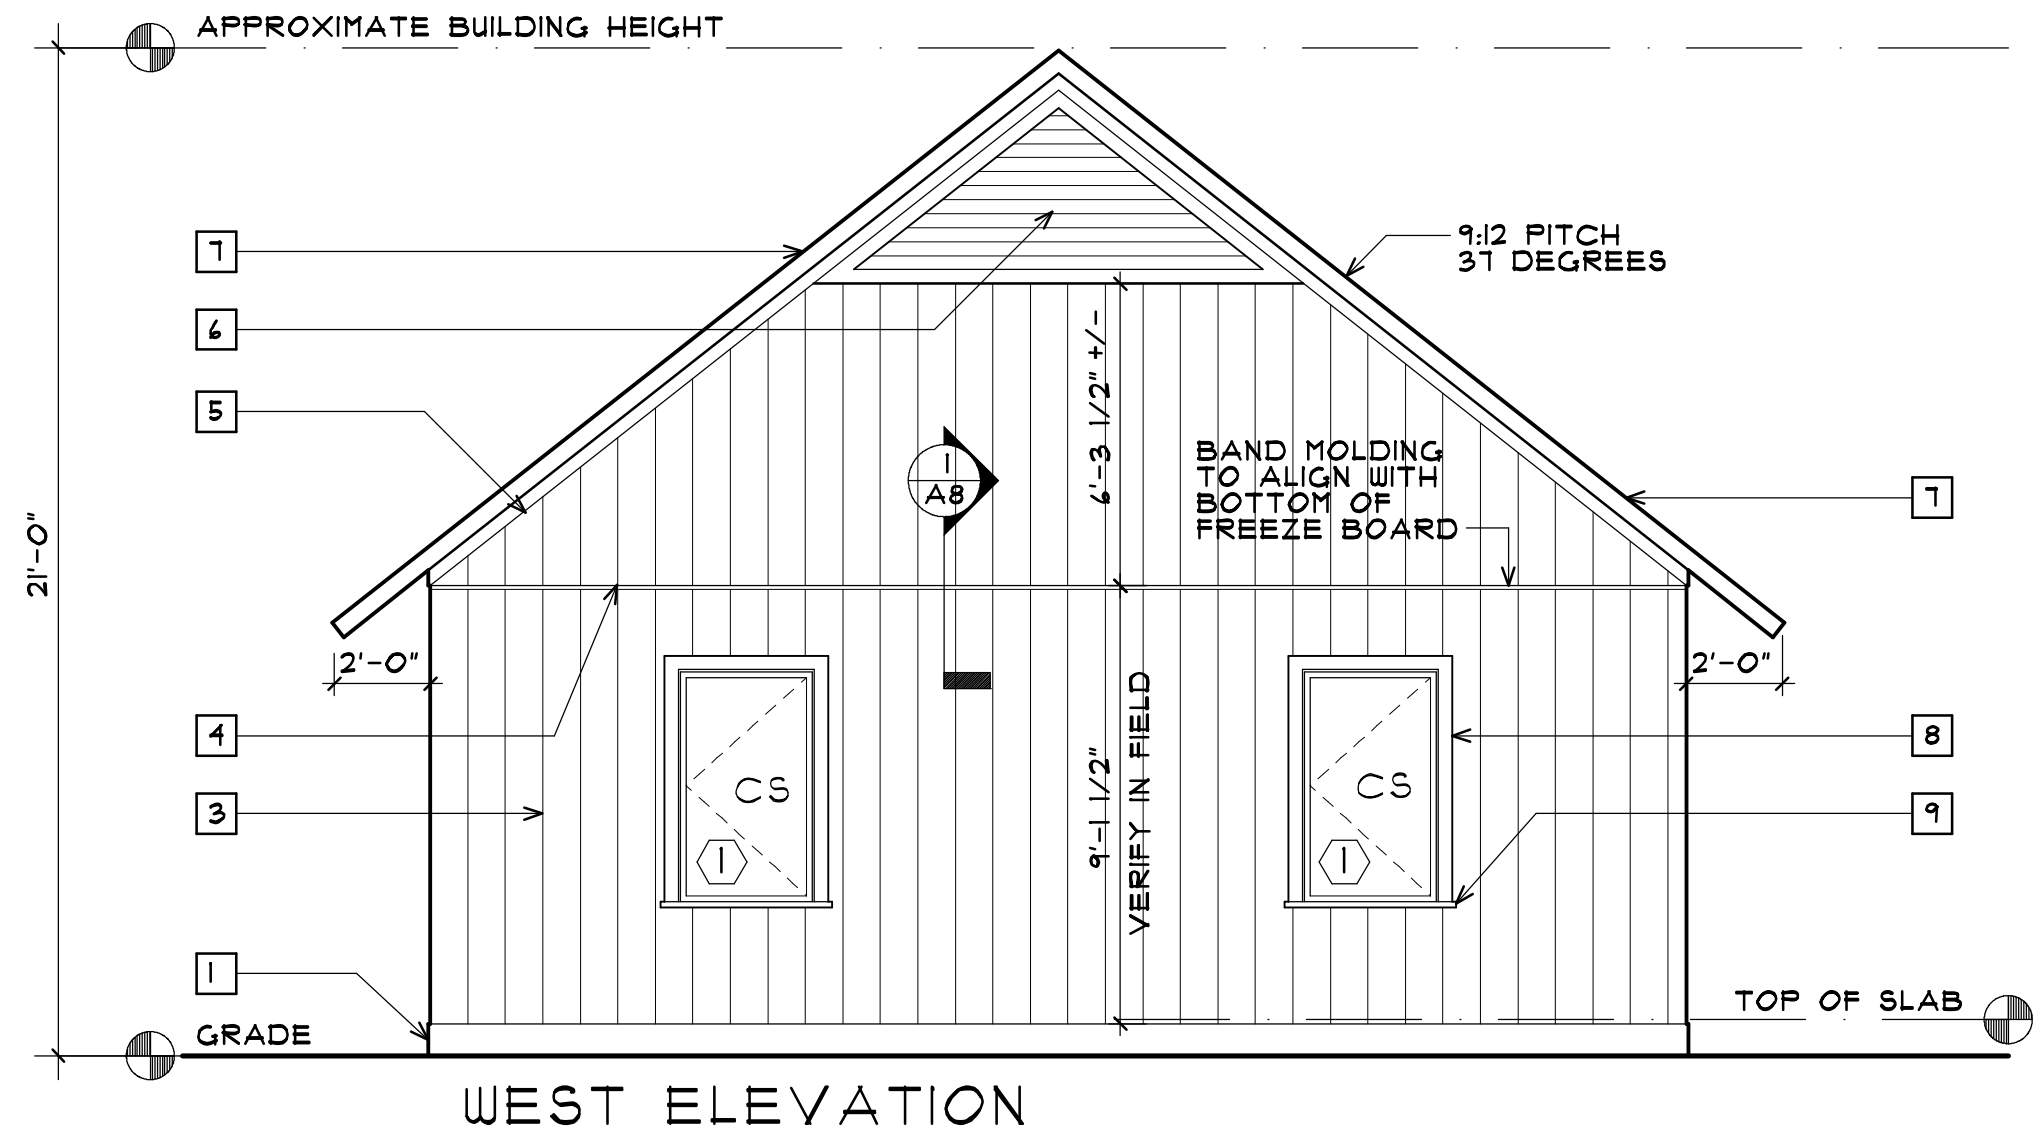 APPROXIMATE BUILDING HEIGHT
7
9:12 PITCH
37 DEGREES
6
5
6'-3 1/2" +/-
1
A8
BAND MOLDING
TO ALIGN WITH
BOTTOM OF
FREEZE BOARD
7
21'-0"
2'-0"
2'-0"
4
8
CS
CS
9'-1 1/2"
VERIFY IN FIELD
3
9
1
1
1
TOP OF SLAB
GRADE
WEST ELEVATION